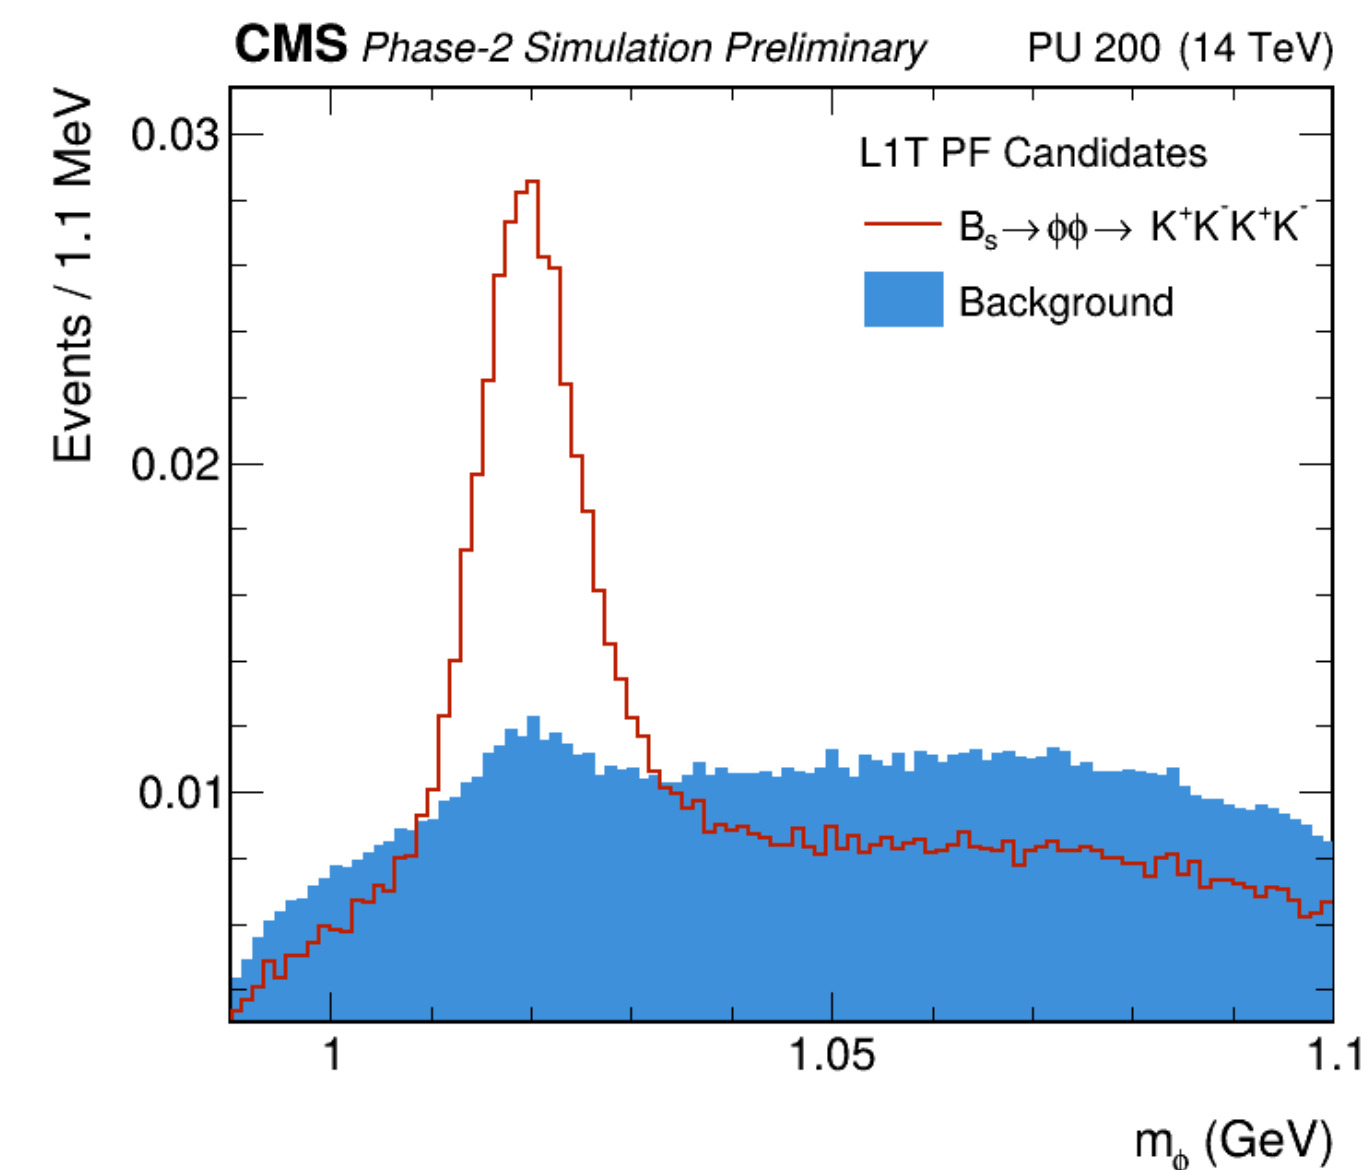 CMS Phase-2 Simulation Preliminary PU 200 (14 TeV)
Events / 1.1 MeV
0.03
0.02
0.01
L1T PF Candidates
Bₛ→ϕϕ→ K⁺K⁻K⁺K⁻
Background
1 1.05 1.1
m_ϕ (GeV)